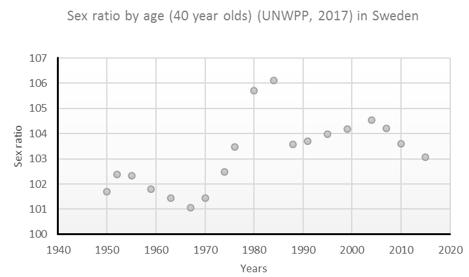 Sex ratio by age (40 year olds) (UNWPP, 2017) in Sweden
107
106
105
104
103
102
101
100
Sex ratio
1940 1950 1960 1970 1980 1990 2000 2010 2020
Years